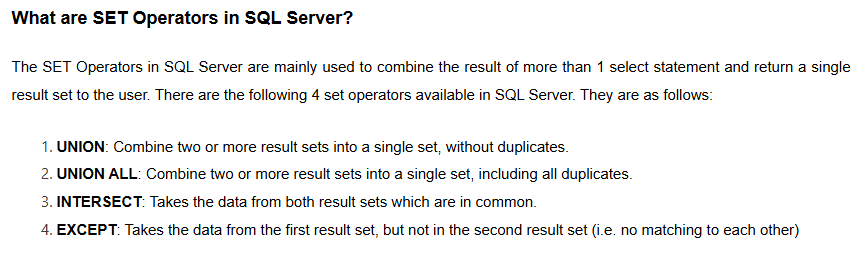 What are SET Operators in SQL Server?
The SET Operators in SQL Server are mainly used to combine the result of more than 1 select statement and return a single
result set to the user. There are the following 4 set operators available in SQL Server. They are as follows:
1. UNION: Combine two or more result sets into a single set, without duplicates.
2. UNION ALL: Combine two or more result sets into a single set, including all duplicates.
3. INTERSECT: Takes the data from both result sets which are in common.
4. EXCEPT: Takes the data from the first result set, but not in the second result set (i.e. no matching to each other)